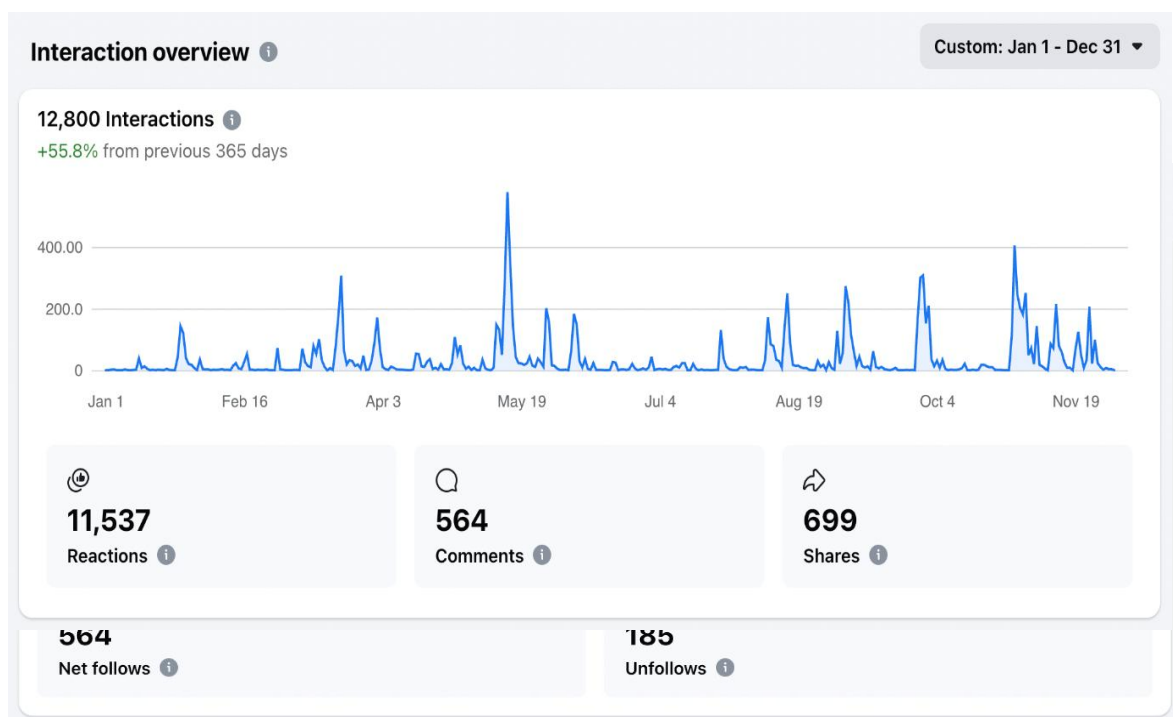 Interaction overview
Custom: Jan 1 - Dec 31
12,800 Interactions
+55.8% from previous 365 days
400.00
200.0
0
Jan 1 Feb 16 Apr 3 May 19 Jul 4 Aug 19 Oct 4 Nov 19
11,537 564 699
Reactions Comments Shares
564 185
Net follows Unfollows